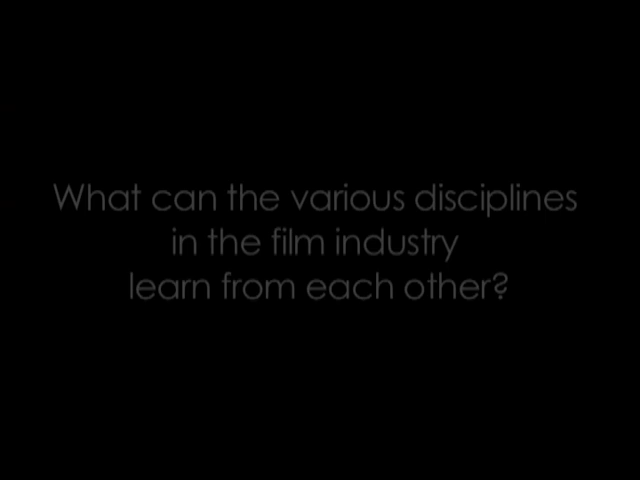 What can the various disciplines
in the film industry
learn from each other?